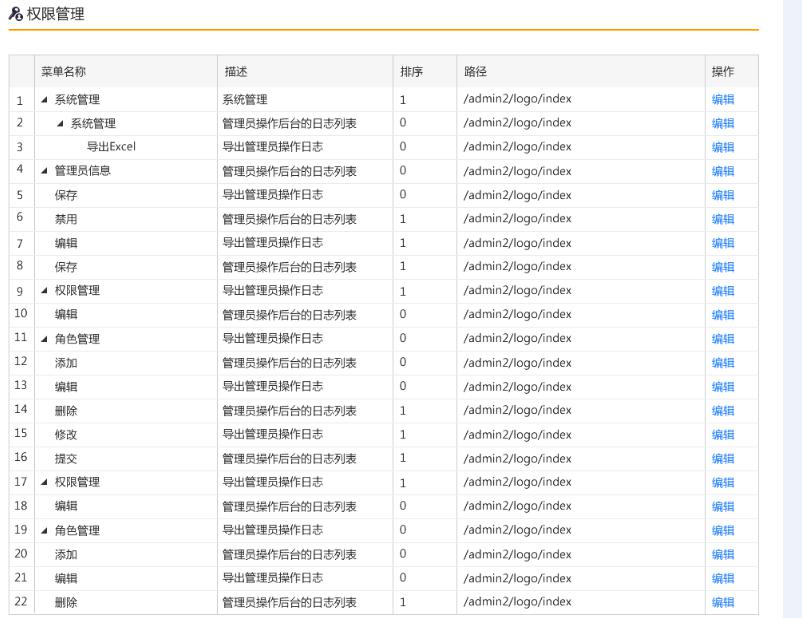 权限管理
菜单名称 描述 排序 路径 操作
1 系统管理 系统管理 1 /admin2/logo/index 编辑
2 系统管理 管理员操作后台的日志列表 0 /admin2/logo/index 编辑
3 导出Excel 导出管理员操作日志 0 /admin2/logo/index 编辑
4 管理员信息 管理员操作后台的日志列表 0 /admin2/logo/index 编辑
5 保存 导出管理员操作日志 0 /admin2/logo/index 编辑
6 禁用 管理员操作后台的日志列表 1 /admin2/logo/index 编辑
7 编辑 导出管理员操作日志 1 /admin2/logo/index 编辑
8 保存 管理员操作后台的日志列表 1 /admin2/logo/index 编辑
9 权限管理 导出管理员操作日志 1 /admin2/logo/index 编辑
10 编辑 管理员操作后台的日志列表 0 /admin2/logo/index 编辑
11 角色管理 导出管理员操作日志 0 /admin2/logo/index 编辑
12 添加 管理员操作后台的日志列表 0 /admin2/logo/index 编辑
13 编辑 导出管理员操作日志 0 /admin2/logo/index 编辑
14 删除 管理员操作后台的日志列表 1 /admin2/logo/index 编辑
15 修改 导出管理员操作日志 1 /admin2/logo/index 编辑
16 提交 管理员操作后台的日志列表 1 /admin2/logo/index 编辑
17 权限管理 导出管理员操作日志 1 /admin2/logo/index 编辑
18 编辑 管理员操作后台的日志列表 0 /admin2/logo/index 编辑
19 角色管理 导出管理员操作日志 0 /admin2/logo/index 编辑
20 添加 管理员操作后台的日志列表 0 /admin2/logo/index 编辑
21 编辑 导出管理员操作日志 0 /admin2/logo/index 编辑
22 删除 管理员操作后台的日志列表 1 /admin2/logo/index 编辑